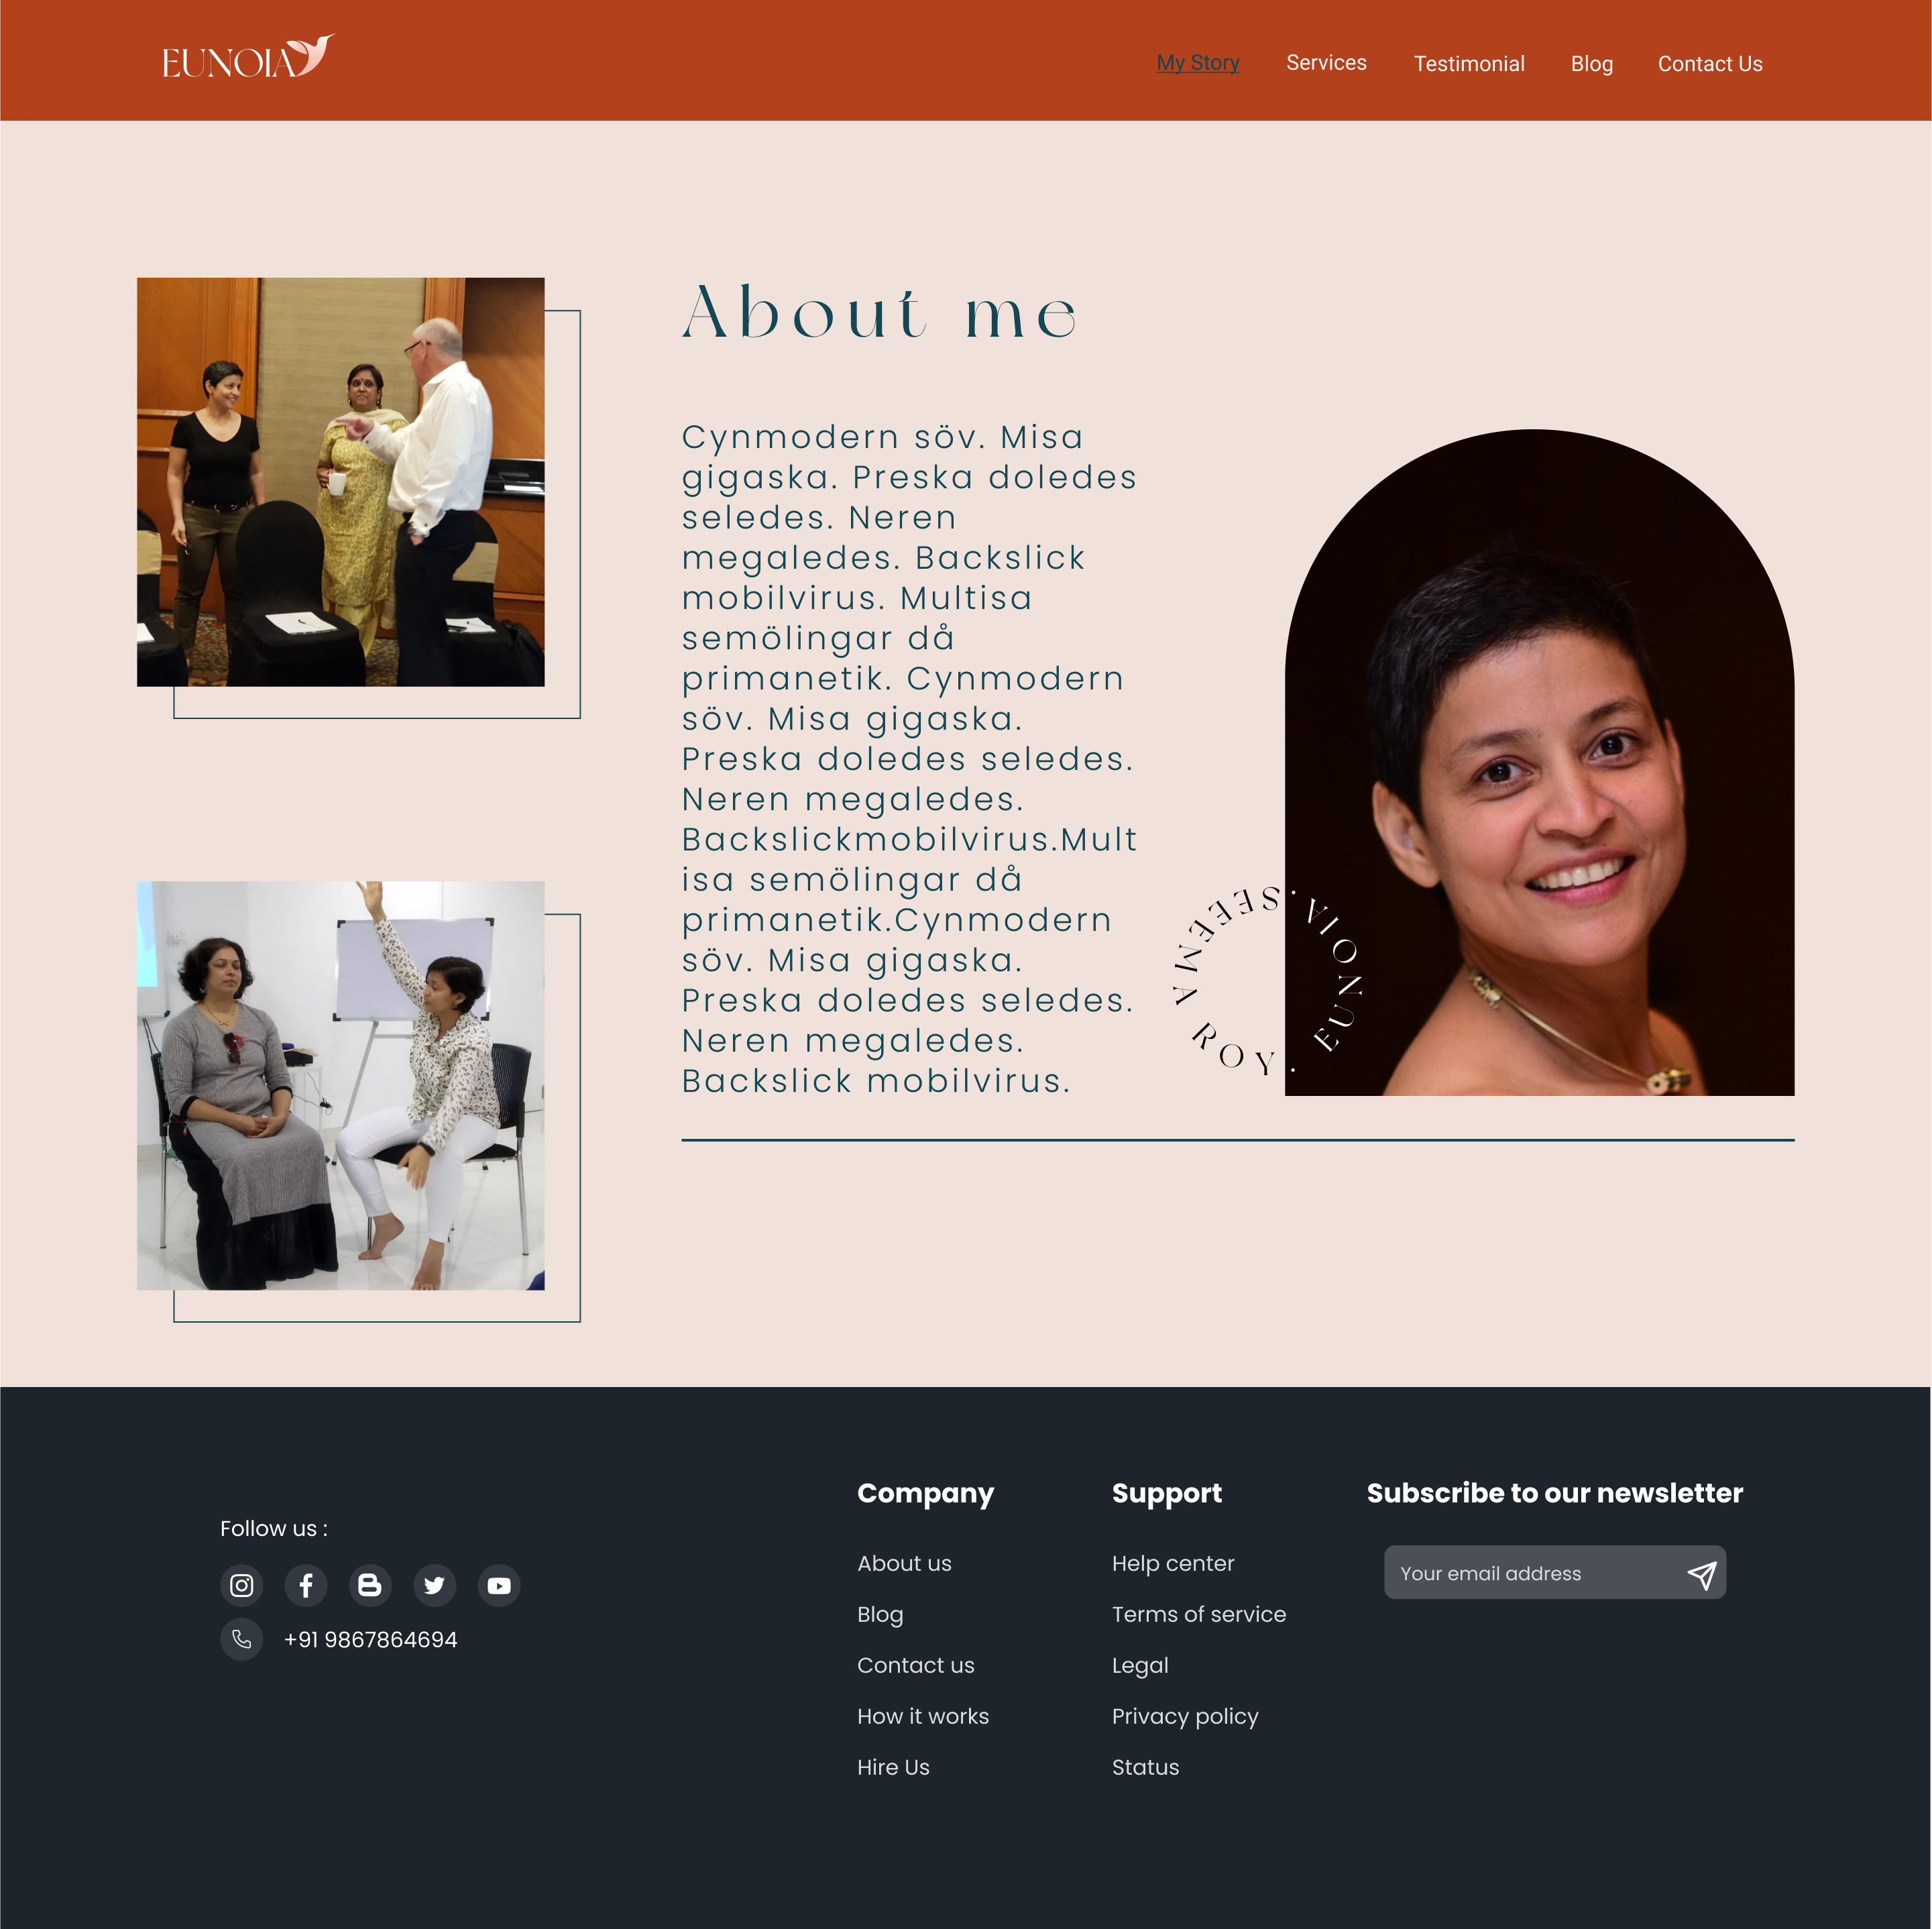 EUNOIA
My Story Services Testimonial Blog Contact Us
About me
Cynmodern söv. Misa
gigaska. Preska doledes
seledes. Neren
megaledes. Backslick
mobilvirus. Multisa
semölingar då
primanetik. Cynmodern
söv. Misa gigaska.
Preska doledes seledes.
Neren megaledes.
Backslickmobilvirus.Mult
isa semölingar då
primanetik.Cynmodern
söv. Misa gigaska.
Preska doledes seledes.
Neren megaledes.
Backslick mobilvirus.
SEEMA ROY. EUNOIA.
Follow us :
+91 9867864694
Company
About us
Blog
Contact us
How it works
Hire Us
Support
Help center
Terms of service
Legal
Privacy policy
Status
Subscribe to our newsletter
Your email address